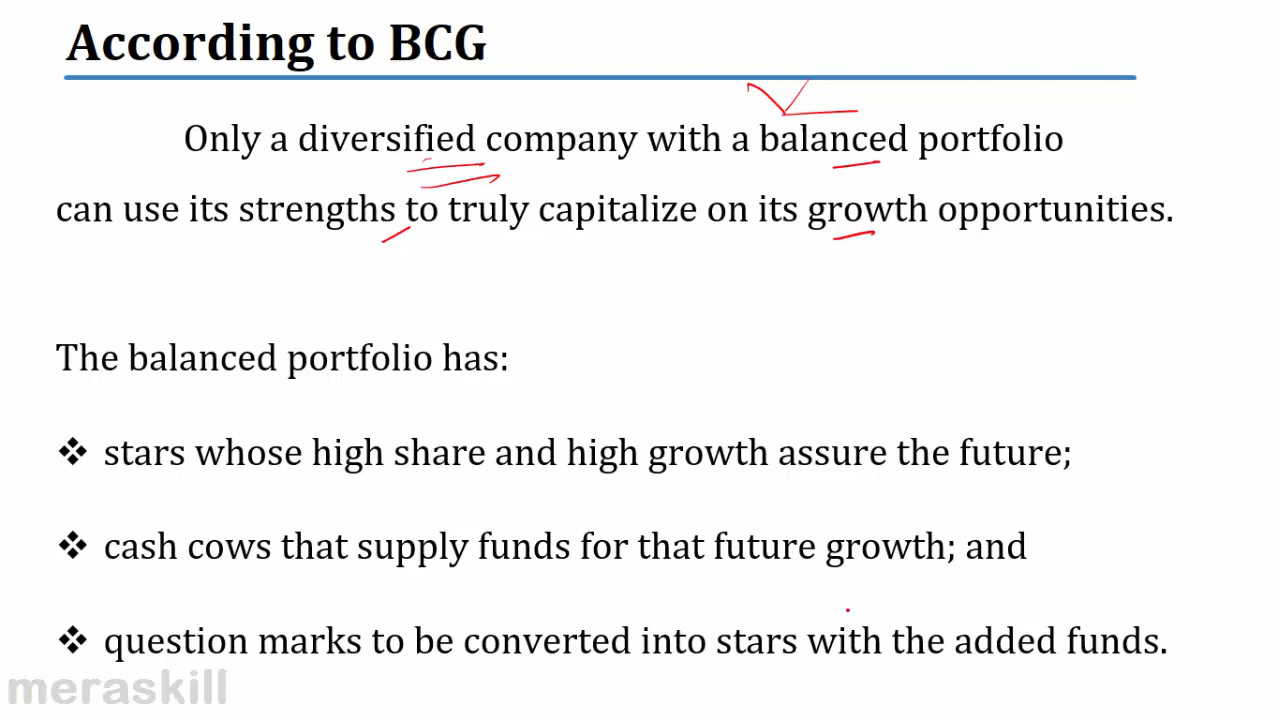 According to BCG
Only a diversified company with a balanced portfolio
can use its strengths to truly capitalize on its growth opportunities.
The balanced portfolio has:
❖ stars whose high share and high growth assure the future;
❖ cash cows that supply funds for that future growth; and
❖ question marks to be converted into stars with the added funds.
meraskill